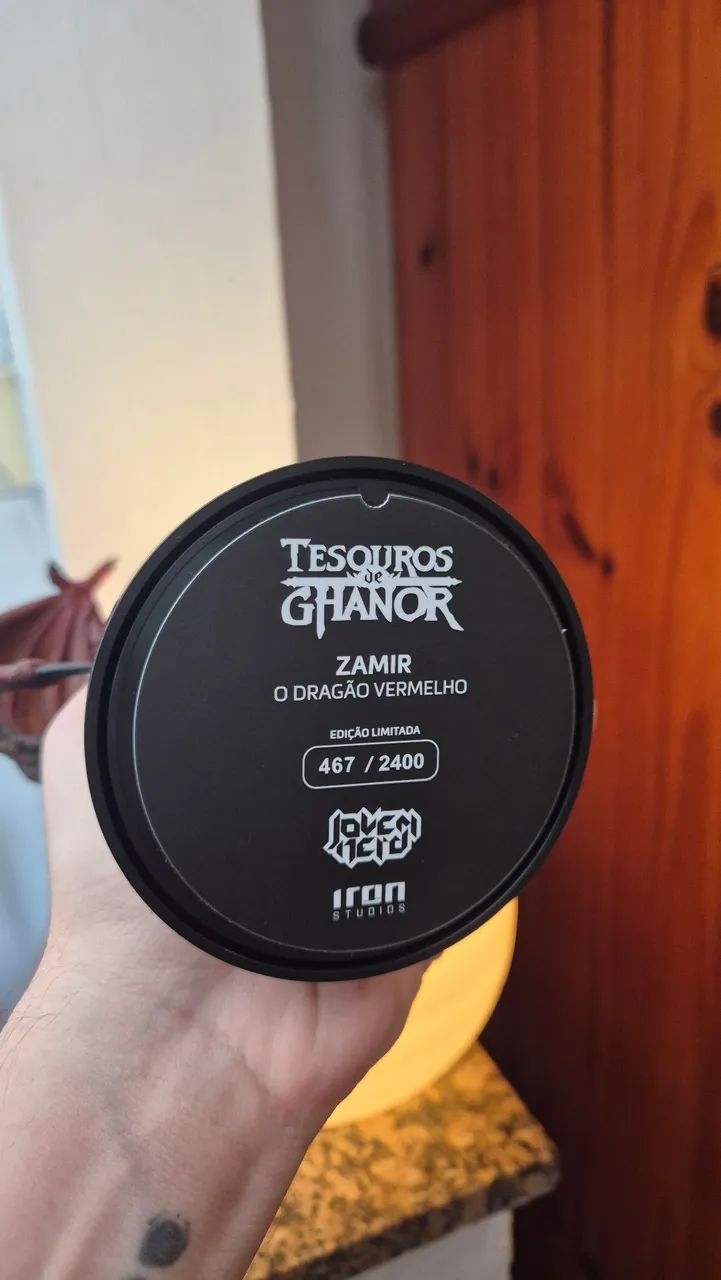 TESOUROS
de
GHANOR
ZAMIR
O DRAGÃO VERMELHO
EDIÇÃO LIMITADA
467 / 2400
JOVEM
NERD
IRON
STUDIOS